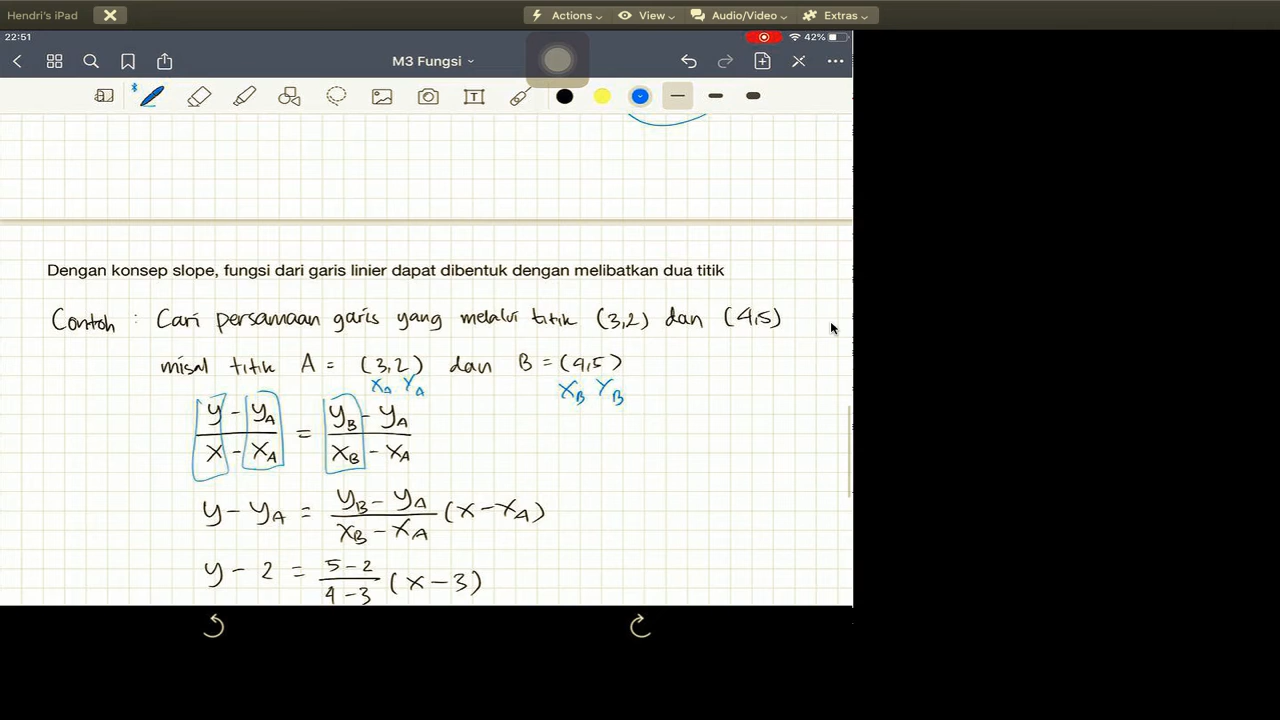 Hendri's iPad
Actions
View
Audio/Video
Extras
22:51
42%
M3 Fungsi
T
Dengan konsep slope, fungsi dari garis linier dapat dibentuk dengan melibatkan dua titik
Contoh : Cari persamaan garis yang melalui titik (3,2) dan (4,5)
misal titik A = (3,2) dan B = (4,5)
XA YA XB YB
y - yA / x - xA = yB - yA / xB - xA
y - yA = yB - yA / xB - xA (x - xA)
y - 2 = 5-2 / 4-3 (x - 3)